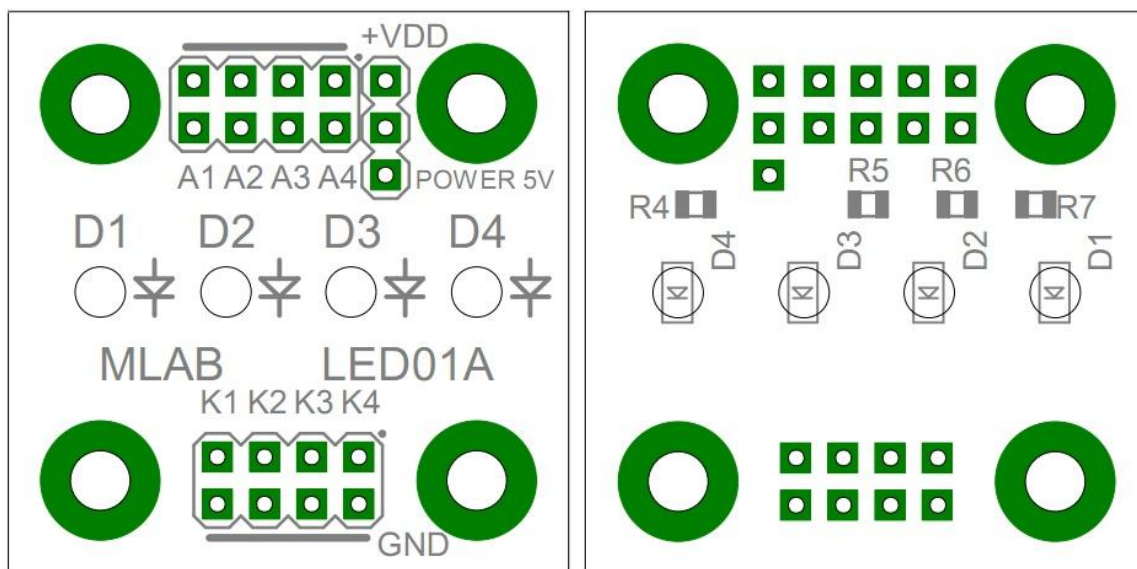 +VDD
A1 A2 A3 A4 POWER 5V
D1 D2 D3 D4
MLAB LED01A
K1 K2 K3 K4
GND
R5 R6
R4 R7
D4 D3 D2 D1